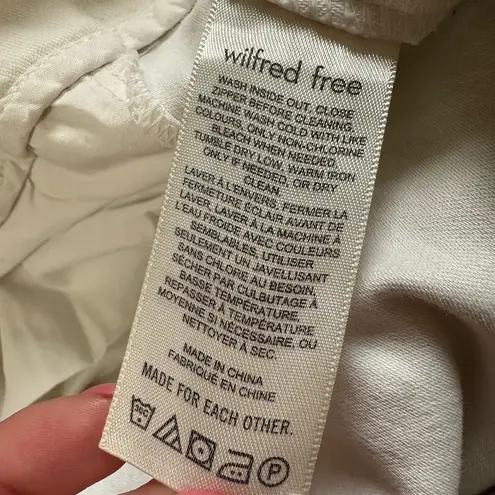 wilfred free
WASH INSIDE OUT, CLOSE
ZIPPER BEFORE CLEANING,
MACHINE WASH COLD WITH LIKE
COLOURS, ONLY NON-CHLORINE
BLEACH WHEN NEEDED,
TUMBLE DRY LOW, WARM IRON
ONLY IF NEEDED, OR DRY
CLEAN.
LAVER À L'ENVERS, FERMER LA
FERMETURE ÉCLAIR AVANT DE
LAVER, LAVER À LA MACHINE À
L'EAU FROIDE AVEC COULEURS
SEMBLABLES, UTILISER
SEULEMENT UN JAVELLISANT
SANS CHLORE AU BESOIN,
SÉCHER PAR CULBUTAGE À
BASSE TEMPÉRATURE,
REPASSER À TEMPÉRATURE
MOYENNE SI NÉCESSAIRE, OU
NETTOYER À SEC.
MADE IN CHINA
FABRIQUÉ EN CHINE
MADE FOR EACH OTHER.
30C
P